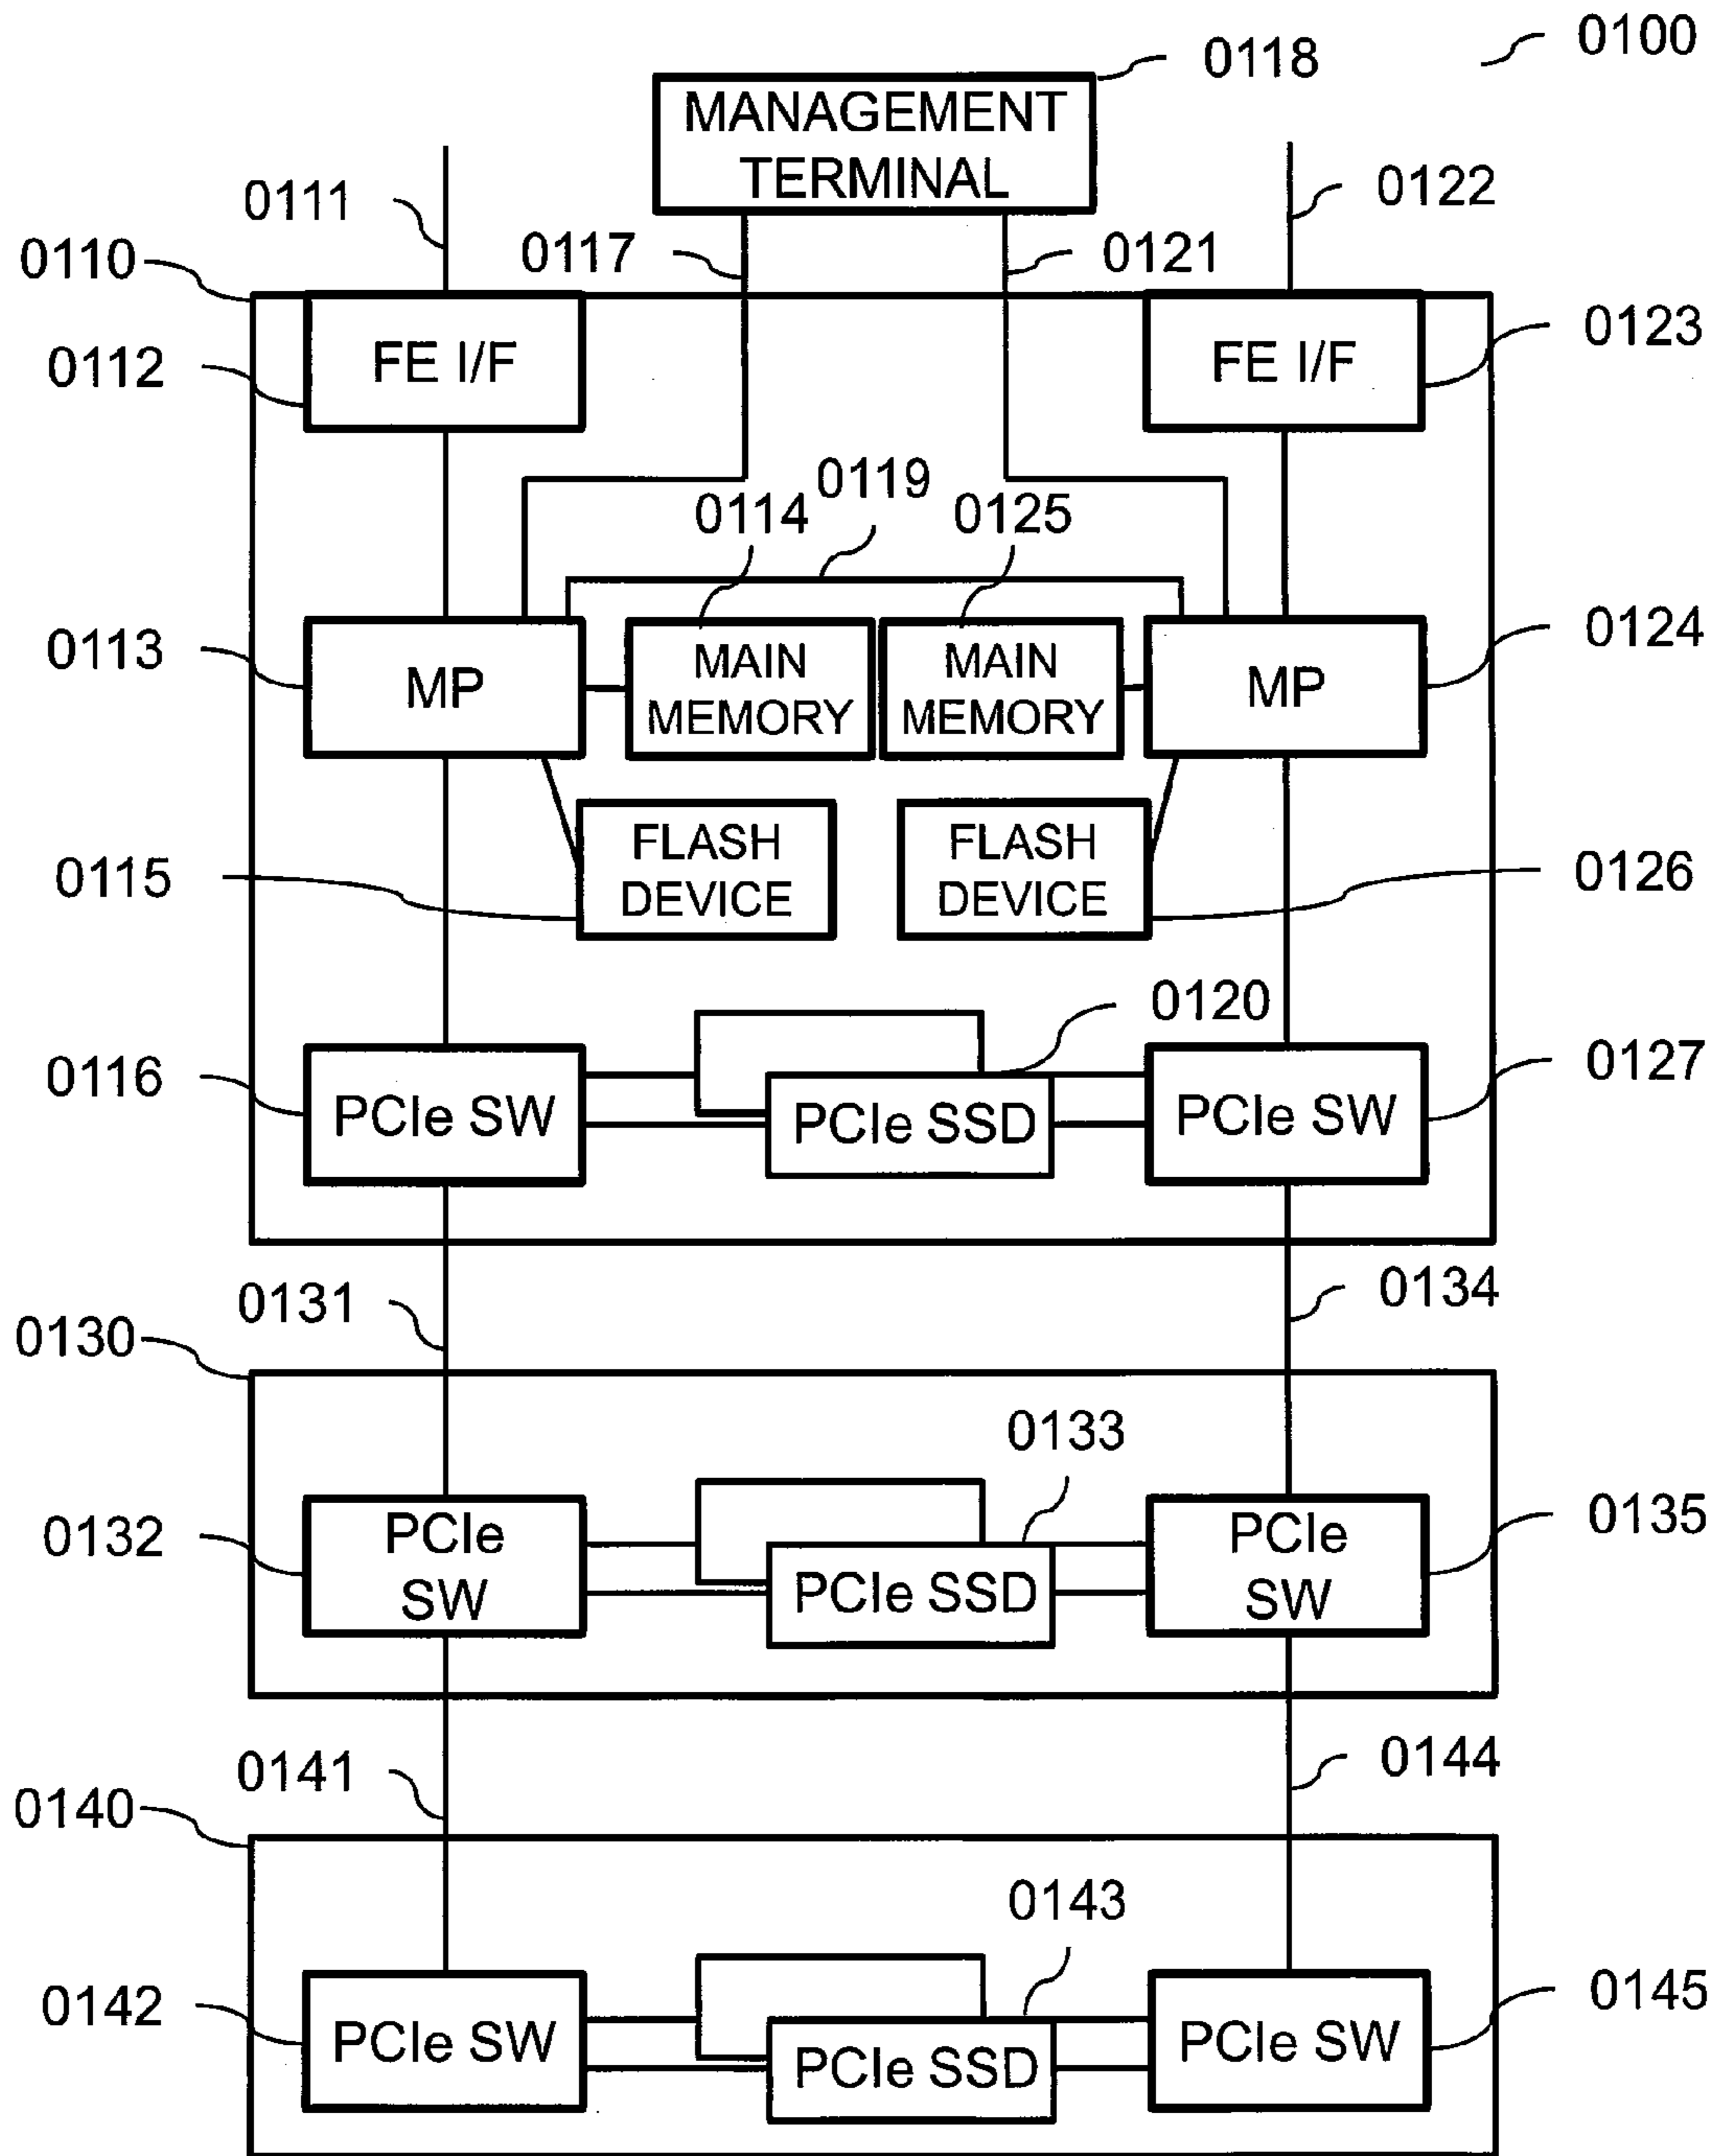 0100
0118
MANAGEMENT
TERMINAL
0111
0122
0117
0121
0110
FE I/F
FE I/F
0123
0112
0119
0114
0125
0113
MP
MAIN
MEMORY
MAIN
MEMORY
MP
0124
FLASH
DEVICE
FLASH
DEVICE
0115
0126
0120
0116
PCIe SW
PCIe SSD
PCIe SW
0127
0131
0134
0130
0133
0132
PCIe
SW
PCIe SSD
PCIe
SW
0135
0141
0144
0140
0143
0142
PCIe SW
PCIe SSD
PCIe SW
0145